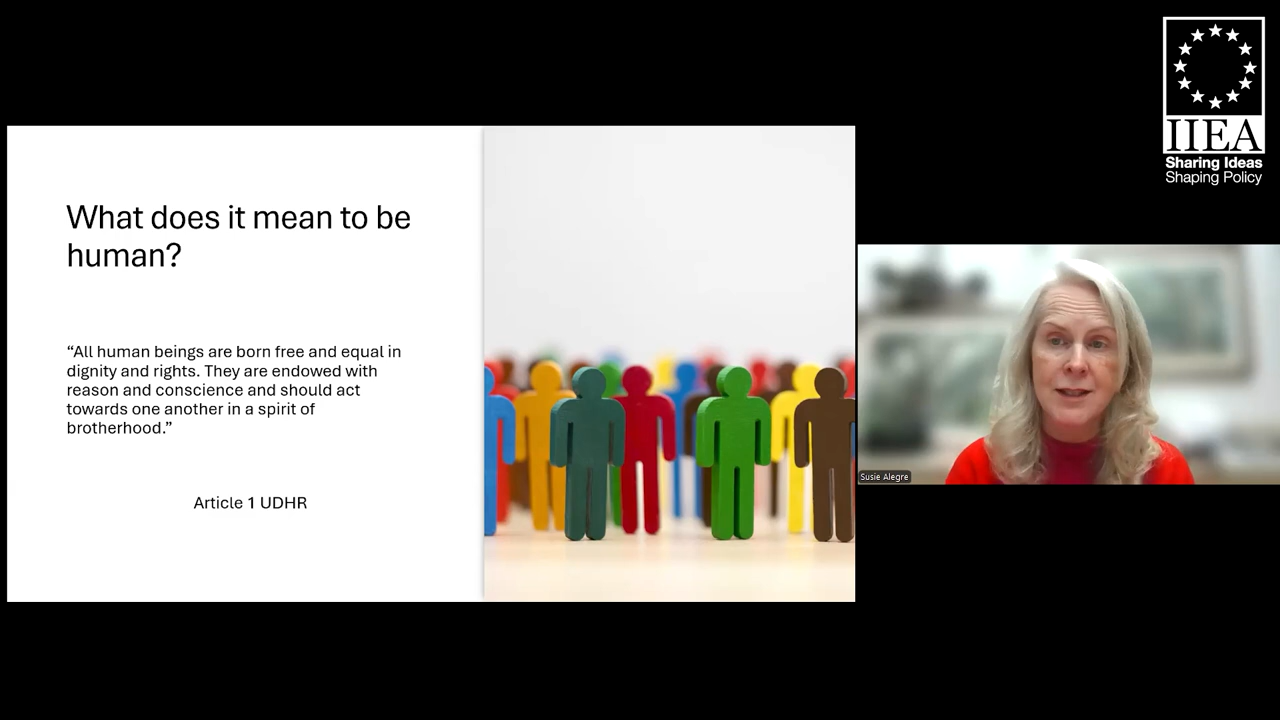 What does it mean to be
human?
“All human beings are born free and equal in
dignity and rights. They are endowed with
reason and conscience and should act
towards one another in a spirit of
brotherhood.”
Article 1 UDHR
IIEA
Sharing Ideas
Shaping Policy
Susie Alegre